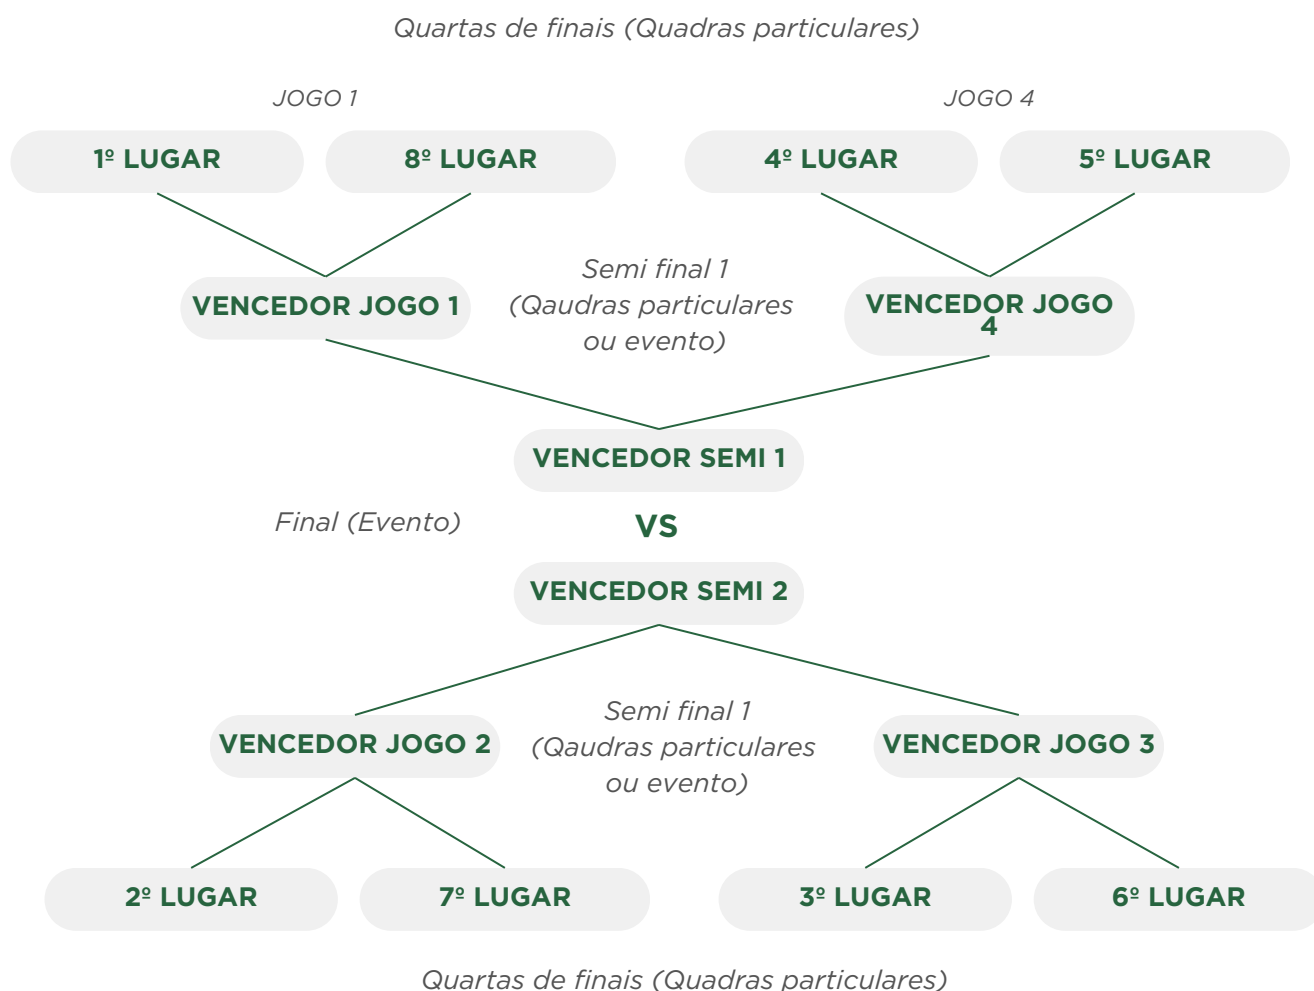 Quartas de finais (Quadras particulares)
JOGO 1
JOGO 4
1º LUGAR
8º LUGAR
4º LUGAR
5º LUGAR
Semi final 1
(Qaudras particulares
ou evento)
VENCEDOR JOGO 1
VENCEDOR JOGO
4
VENCEDOR SEMI 1
Final (Evento)
VS
VENCEDOR SEMI 2
Semi final 1
(Qaudras particulares
ou evento)
VENCEDOR JOGO 2
VENCEDOR JOGO 3
2º LUGAR
7º LUGAR
3º LUGAR
6º LUGAR
Quartas de finais (Quadras particulares)